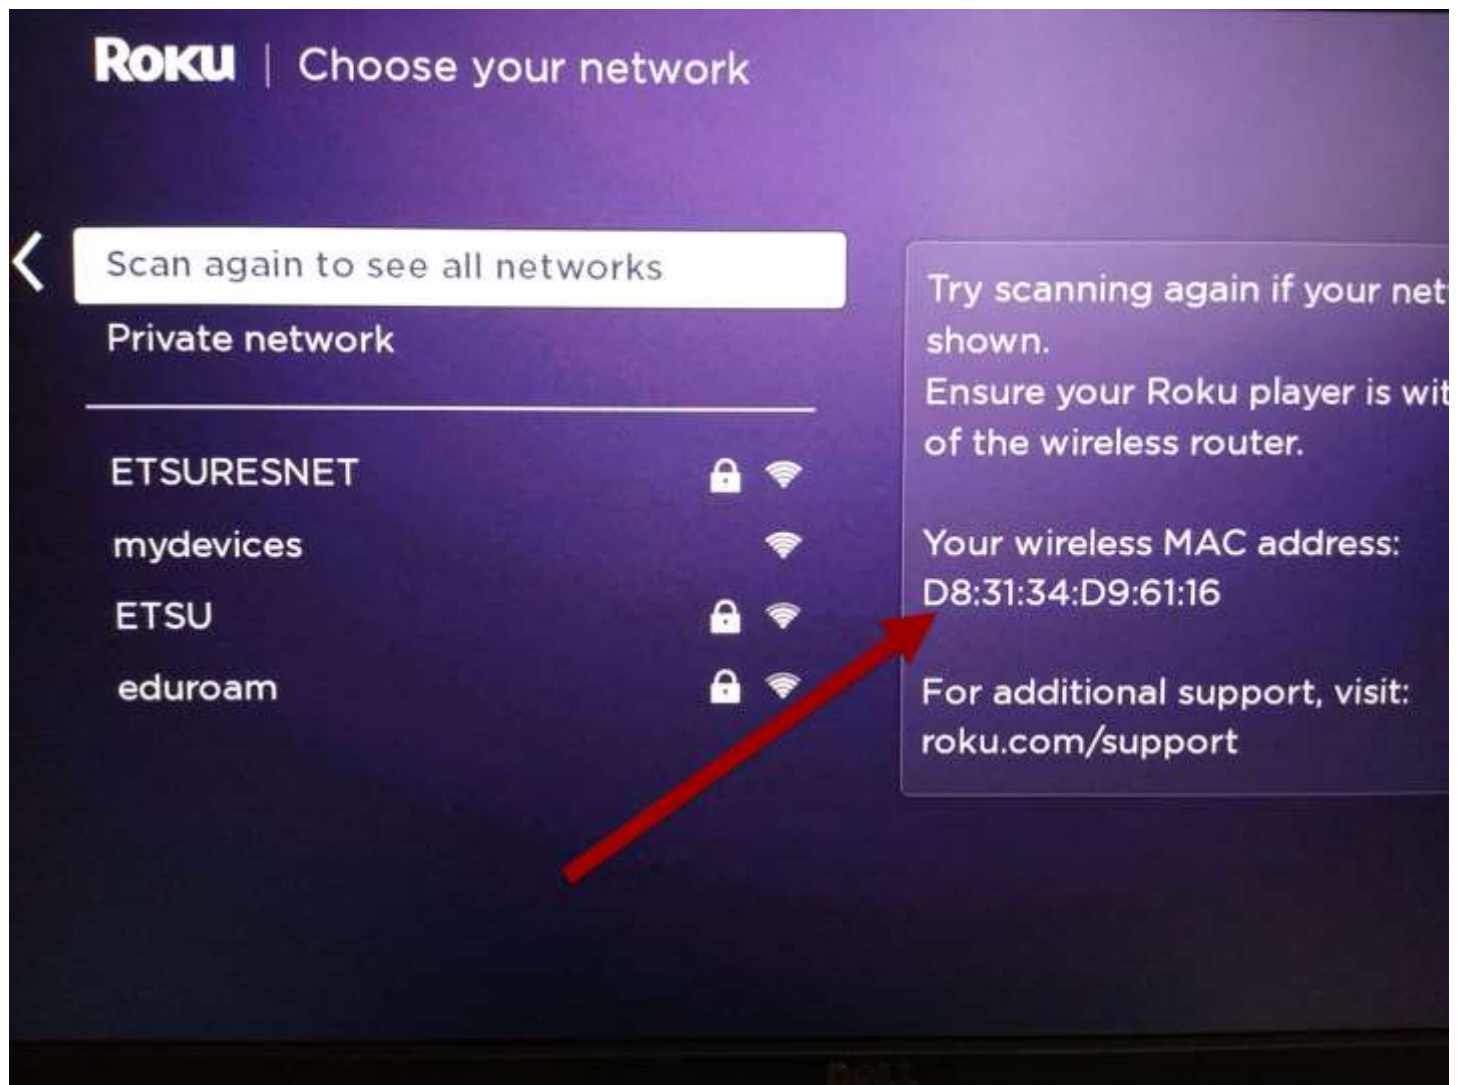 ROKU | Choose your network
Scan again to see all networks
Private network
ETSURESNET
mydevices
ETSU
eduroam
Try scanning again if your net
shown.
Ensure your Roku player is wit
of the wireless router.
Your wireless MAC address:
D8:31:34:D9:61:16
For additional support, visit:
roku.com/support